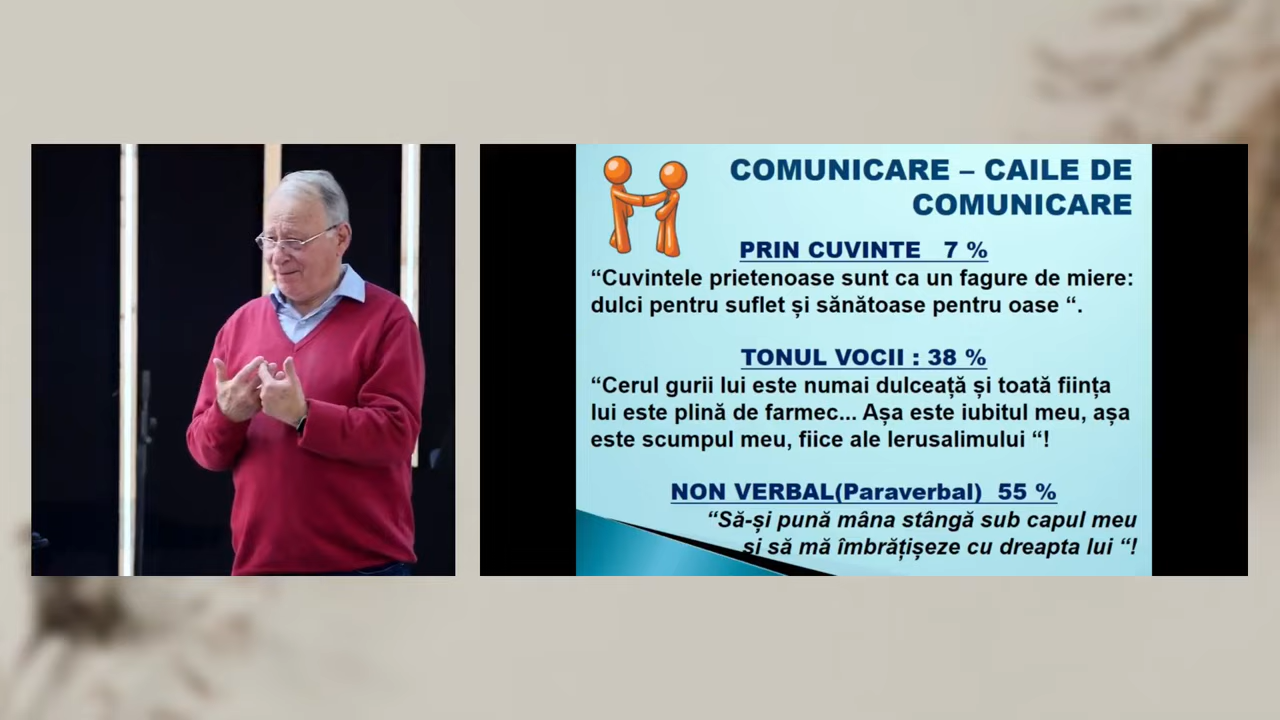 COMUNICARE – CAILE DE
COMUNICARE
PRIN CUVINTE 7 %
“Cuvintele prietenoase sunt ca un fagure de miere:
dulci pentru suflet și sănătoase pentru oase “.
TONUL VOCII : 38 %
“Cerul gurii lui este numai dulceață și toată ființa
lui este plină de farmec... Așa este iubitul meu, așa
este scumpul meu, fiice ale Ierusalimului “!
NON VERBAL(Paraverbal) 55 %
“Să-și pună mâna stângă sub capul meu
și să mă îmbrățișeze cu dreapta lui “!